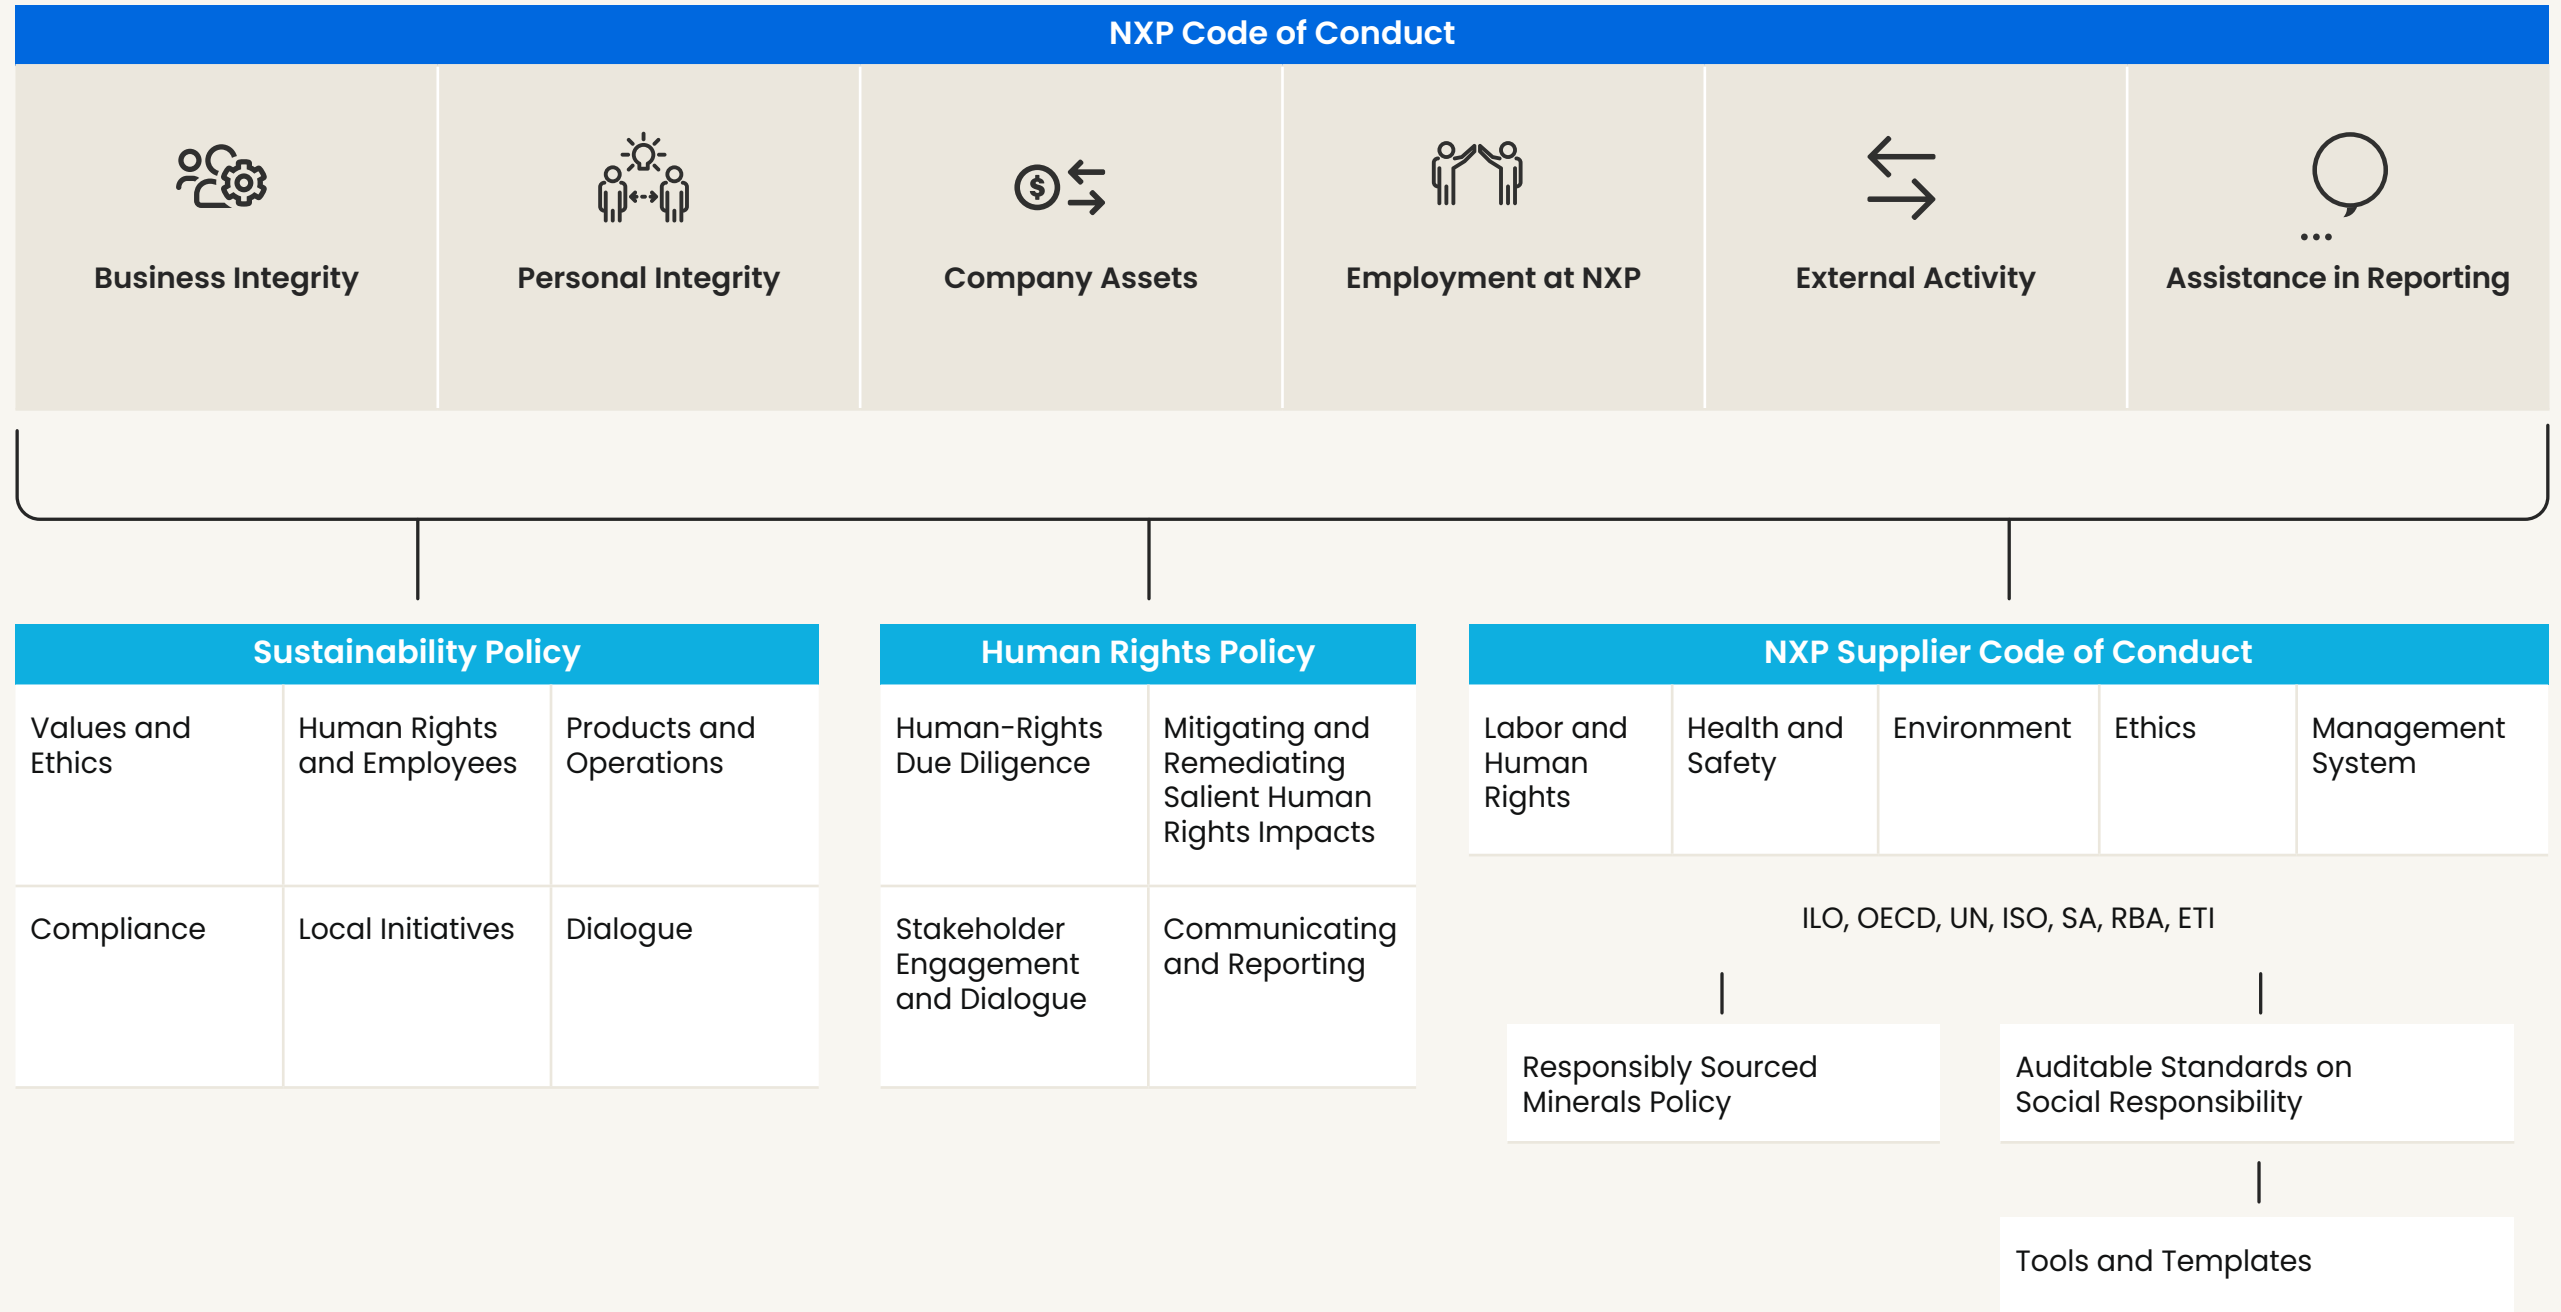 NXP Code of Conduct
Business Integrity
Personal Integrity
Company Assets
Employment at NXP
External Activity
Assistance in Reporting
Sustainability Policy
Values and
Ethics
Human Rights
and Employees
Products and
Operations
Compliance
Local Initiatives
Dialogue
Human Rights Policy
Human-Rights
Due Diligence
Mitigating and
Remediating
Salient Human
Rights Impacts
Stakeholder
Engagement
and Dialogue
Communicating
and Reporting
NXP Supplier Code of Conduct
Labor and
Human
Rights
Health and
Safety
Environment
Ethics
Management
System
ILO, OECD, UN, ISO, SA, RBA, ETI
Responsibly Sourced
Minerals Policy
Auditable Standards on
Social Responsibility
Tools and Templates